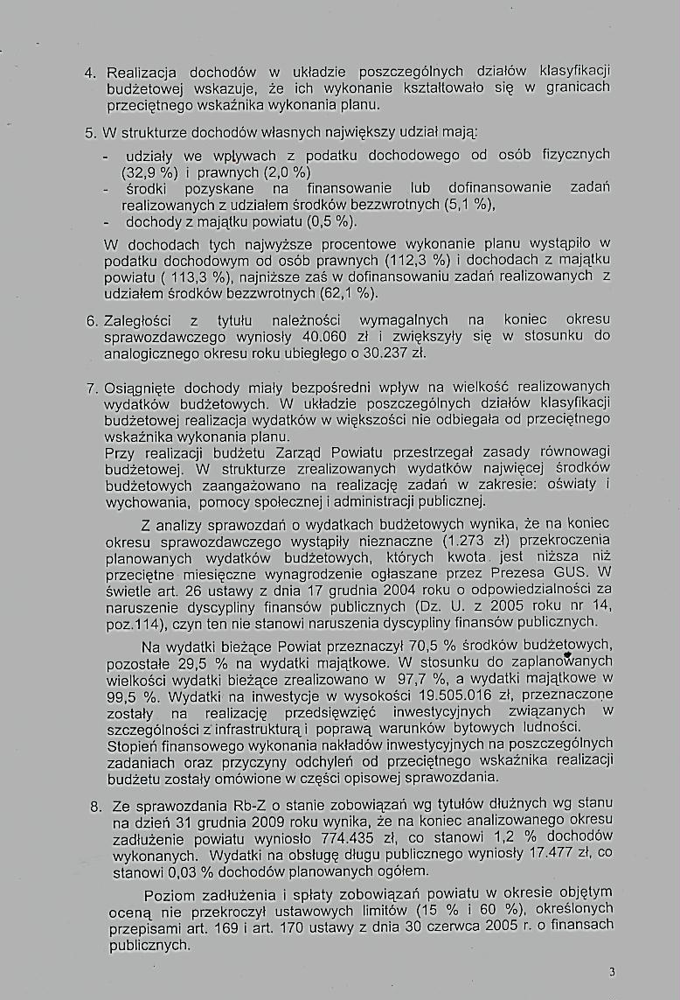 4. Realizacja dochodów w układzie poszczególnych działów klasyfikacji
budżetowej wskazuje, że ich wykonanie kształtowało się w granicach
przeciętnego wskaźnika wykonania planu.
5. W strukturze dochodów własnych największy udział mają:
- udziały we wpływach z podatku dochodowego od osób fizycznych
(32,9 %) i prawnych (2,0 %)
- środki pozyskane na finansowanie lub dofinansowanie zadań
realizowanych z udziałem środków bezzwrotnych (5,1 %),
- dochody z majątku powiatu (0,5 %).
W dochodach tych najwyższe procentowe wykonanie planu wystąpiło w
podatku dochodowym od osób prawnych (112,3 %) i dochodach z majątku
powiatu ( 113,3 %), najniższe zaś w dofinansowaniu zadań realizowanych z
udziałem środków bezzwrotnych (62,1 %).
6. Zaległości z tytułu należności wymagalnych na koniec okresu
sprawozdawczego wyniosły 40.060 zł i zwiększyły się w stosunku do
analogicznego okresu roku ubiegłego o 30.237 zł.
7. Osiągnięte dochody miały bezpośredni wpływ na wielkość realizowanych
wydatków budżetowych. W układzie poszczególnych działów klasyfikacji
budżetowej realizacja wydatków w większości nie odbiegała od przeciętnego
wskaźnika wykonania planu.
Przy realizacji budżetu Zarząd Powiatu przestrzegał zasady równowagi
budżetowej. W strukturze zrealizowanych wydatków najwięcej środków
budżetowych zaangażowano na realizację zadań w zakresie: oświaty i
wychowania, pomocy społecznej i administracji publicznej.
Z analizy sprawozdań o wydatkach budżetowych wynika, że na koniec
okresu sprawozdawczego wystąpiły nieznaczne (1.273 zł) przekroczenia
planowanych wydatków budżetowych, których kwota jest niższa niż
przeciętne miesięczne wynagrodzenie ogłaszane przez Prezesa GUS. W
świetle art. 26 ustawy z dnia 17 grudnia 2004 roku o odpowiedzialności za
naruszenie dyscypliny finansów publicznych (Dz. U. z 2005 roku nr 14,
poz.114), czyn ten nie stanowi naruszenia dyscypliny finansów publicznych.
Na wydatki bieżące Powiat przeznaczył 70,5 % środków budżetowych,
pozostałe 29,5 % na wydatki majątkowe. W stosunku do zaplanowanych
wielkości wydatki bieżące zrealizowano w 97,7 %, a wydatki majątkowe w
99,5 %. Wydatki na inwestycje w wysokości 19.505.016 zł, przeznaczone
zostały na realizację przedsięwzięć inwestycyjnych związanych w
szczególności z infrastrukturą i poprawą warunków bytowych ludności.
Stopień finansowego wykonania nakładów inwestycyjnych na poszczególnych
zadaniach oraz przyczyny odchyleń od przeciętnego wskaźnika realizacji
budżetu zostały omówione w części opisowej sprawozdania.
8. Ze sprawozdania Rb-Z o stanie zobowiązań wg tytułów dłużnych wg stanu
na dzień 31 grudnia 2009 roku wynika, że na koniec analizowanego okresu
zadłużenie powiatu wyniosło 774.435 zł, co stanowi 1,2 % dochodów
wykonanych. Wydatki na obsługę długu publicznego wyniosły 17.477 zł, co
stanowi 0,03 % dochodów planowanych ogółem.
Poziom zadłużenia i spłaty zobowiązań powiatu w okresie objętym
oceną nie przekroczył ustawowych limitów (15 % i 60 %), określonych
przepisami art. 169 i art. 170 ustawy z dnia 30 czerwca 2005 r. o finansach
publicznych.
3